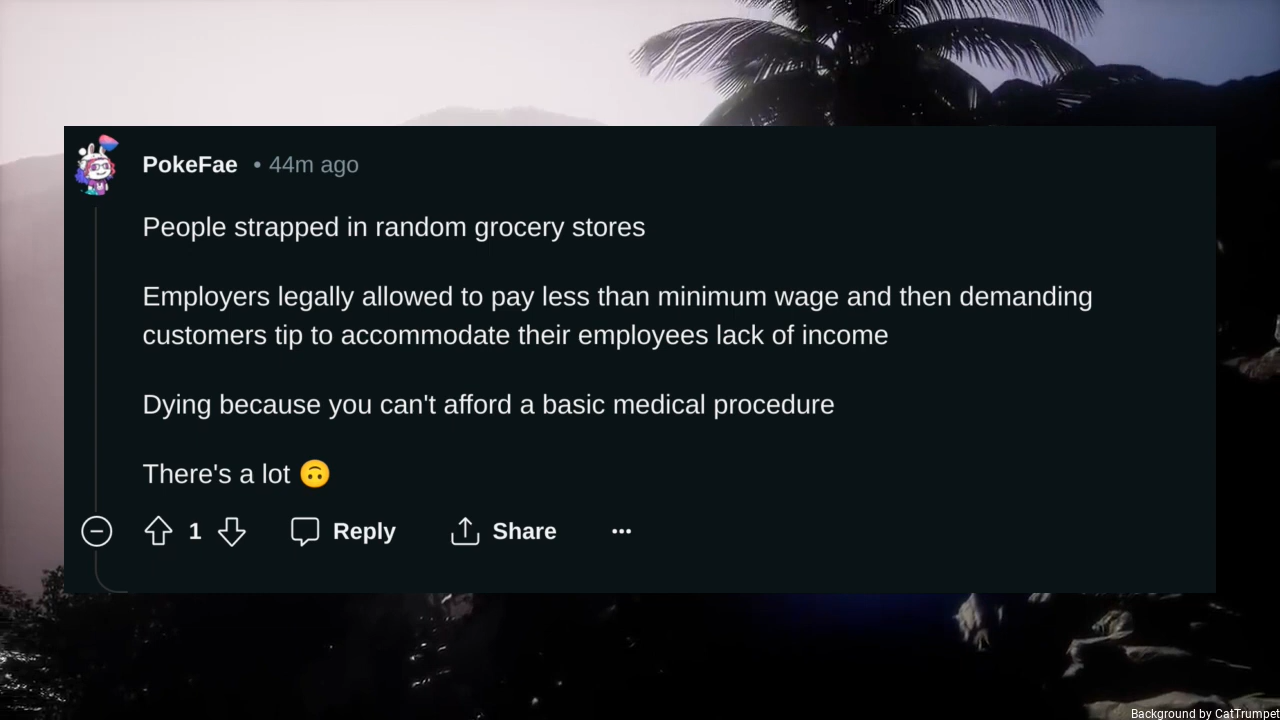 PokeFae • 44m ago
People strapped in random grocery stores
Employers legally allowed to pay less than minimum wage and then demanding
customers tip to accommodate their employees lack of income
Dying because you can't afford a basic medical procedure
There's a lot 🙃
1 Reply Share ...
Background by CatTrumpet